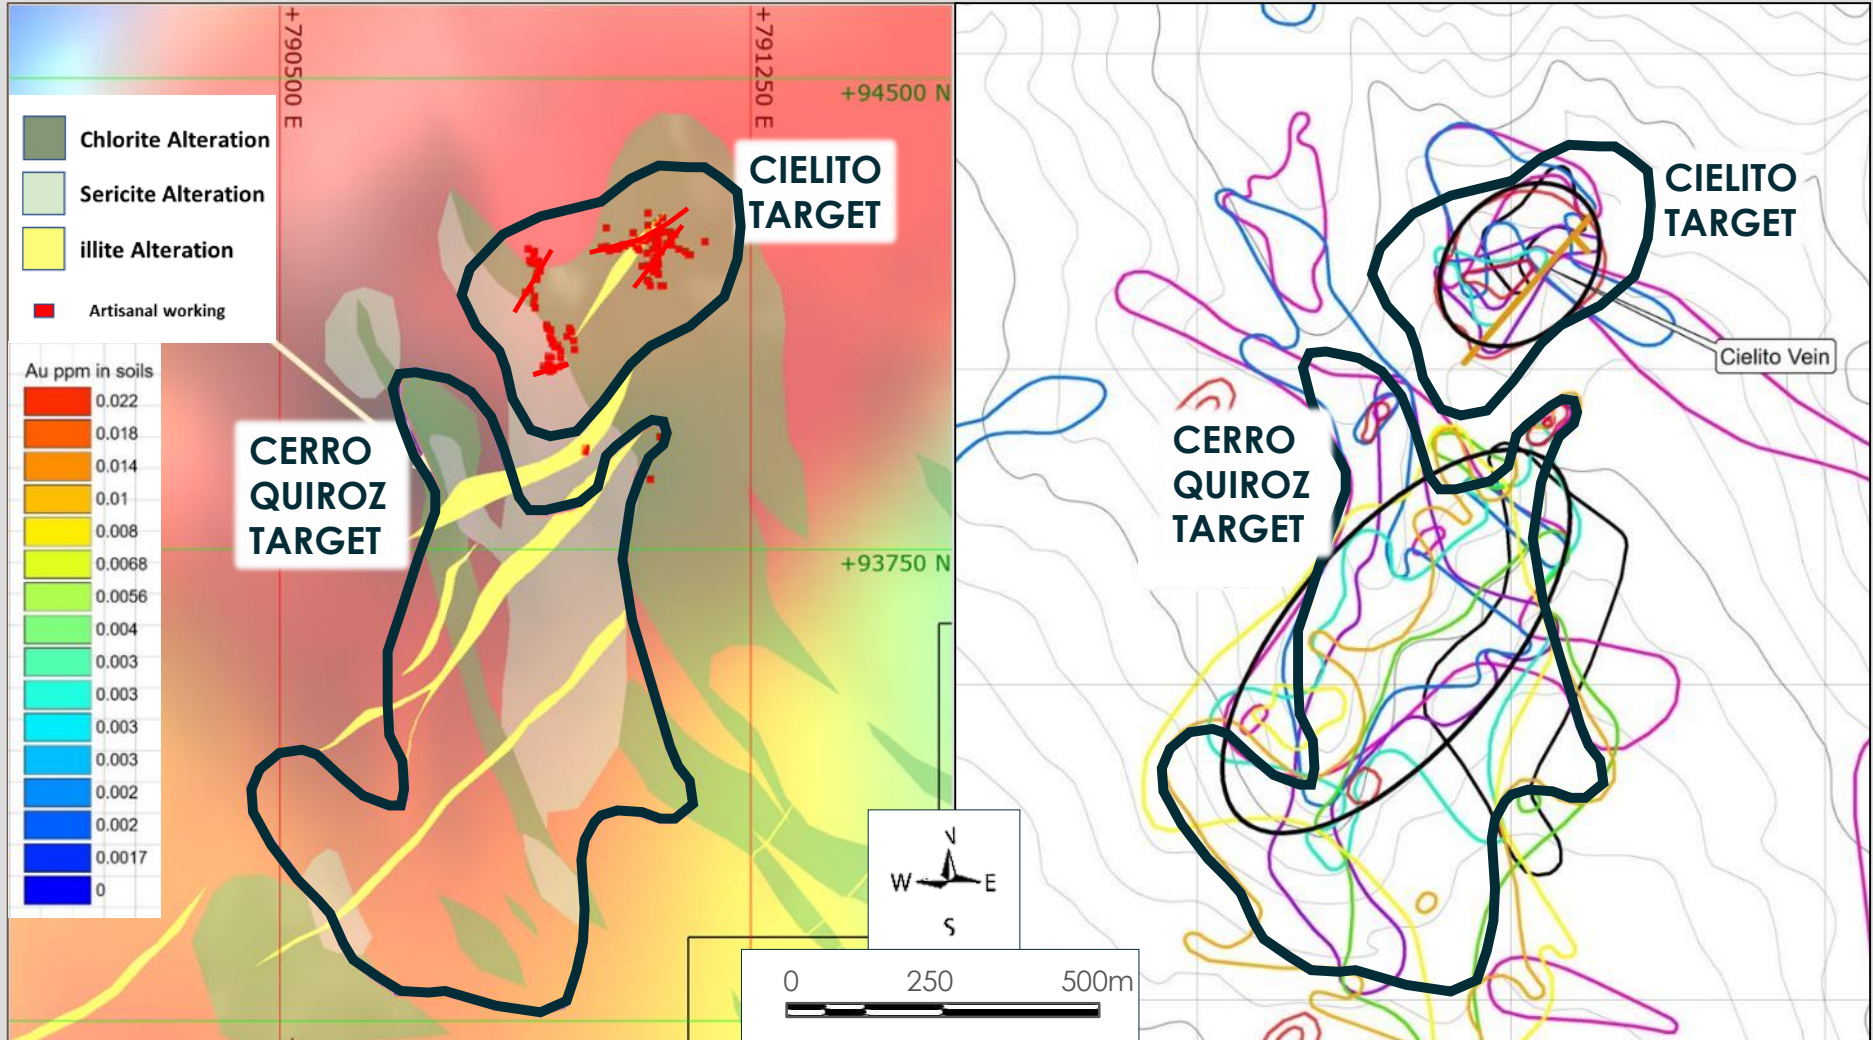 +790500 E
+791250 E
+94500 N
Chlorite Alteration
Sericite Alteration
illite Alteration
Artisanal working
CIELITO
TARGET
CERRO
QUIROZ
TARGET
+93750 N
Au ppm in soils
0.022
0.018
0.014
0.01
0.008
0.0068
0.0056
0.004
0.003
0.003
0.003
0.003
0.002
0.002
0.0017
0
N
W E
S
0 250 500m
CIELITO
TARGET
Cielito Vein
CERRO
QUIROZ
TARGET